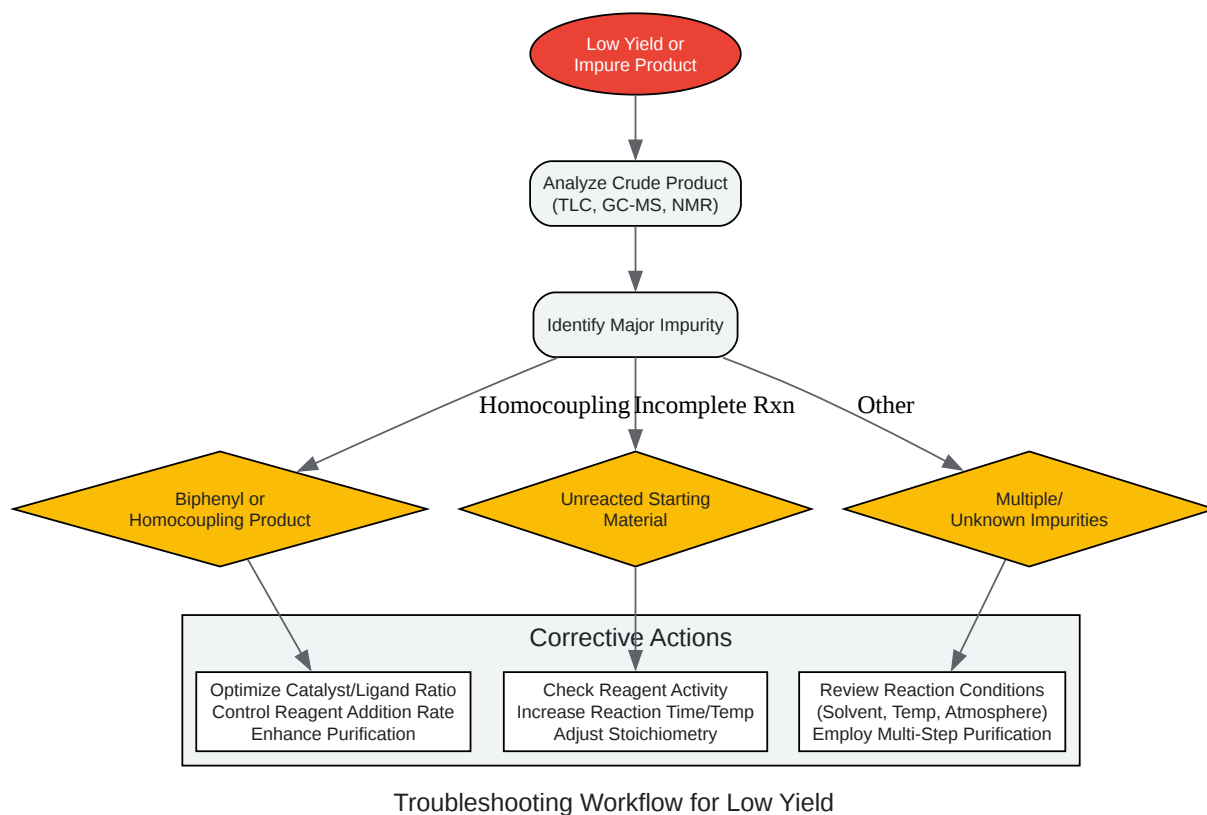 Low Yield or
Impure Product
Analyze Crude Product
(TLC, GC-MS, NMR)
Identify Major Impurity
Homocoupling
Incomplete Rxn
Other
Biphenyl or
Homocoupling Product
Unreacted Starting
Material
Multiple/
Unknown Impurities
Corrective Actions
Optimize Catalyst/Ligand Ratio
Control Reagent Addition Rate
Enhance Purification
Check Reagent Activity
Increase Reaction Time/Temp
Adjust Stoichiometry
Review Reaction Conditions
(Solvent, Temp, Atmosphere)
Employ Multi-Step Purification
Troubleshooting Workflow for Low Yield